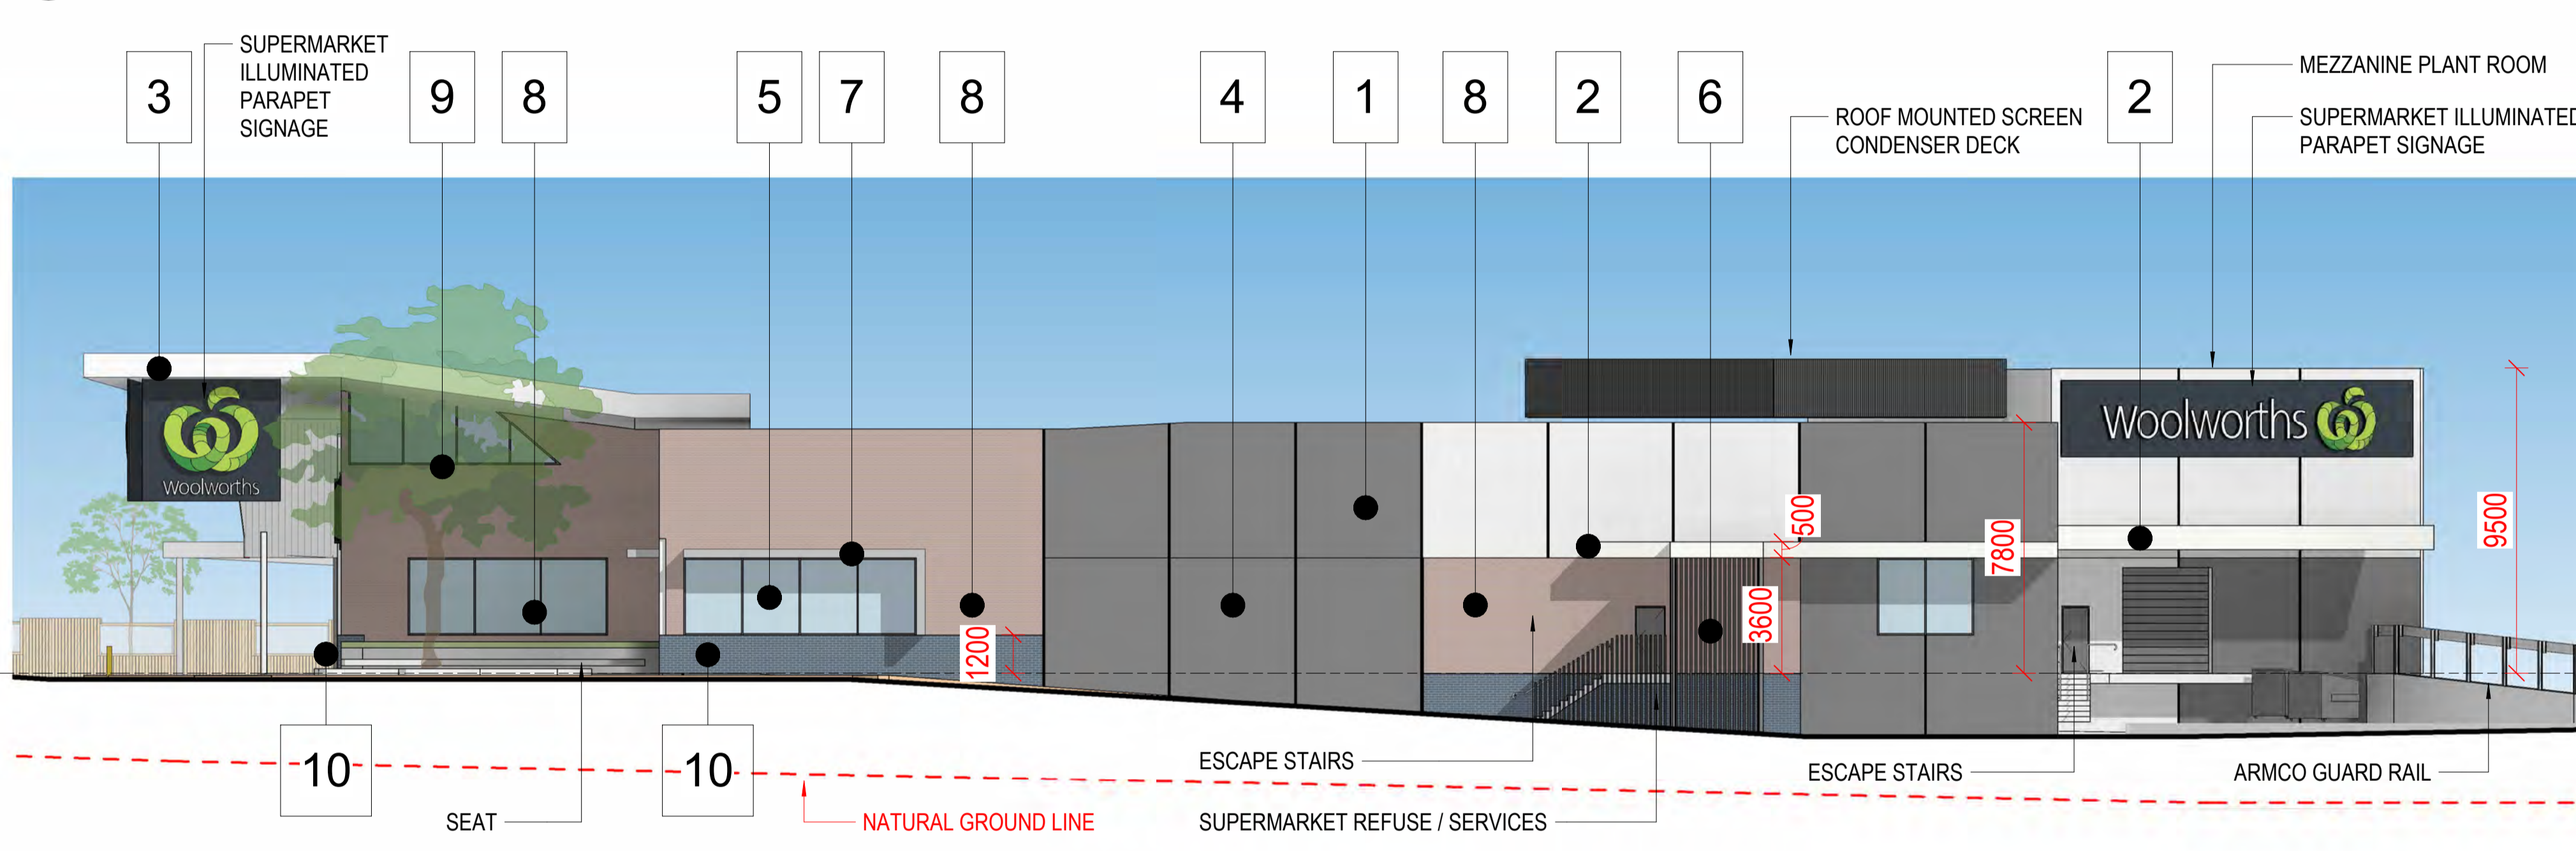 SUPERMARKET
ILLUMINATED
PARAPET
SIGNAGE
3
9
8
5
7
8
4
1
8
2
6
2
ROOF MOUNTED SCREEN
CONDENSER DECK
MEZZANINE PLANT ROOM
SUPERMARKET ILLUMINATED
PARAPET SIGNAGE
Woolworths
Woolworths
500
7800
9500
3600
1200
10
10
SEAT
NATURAL GROUND LINE
ESCAPE STAIRS
SUPERMARKET REFUSE / SERVICES
ESCAPE STAIRS
ARMCO GUARD RAIL